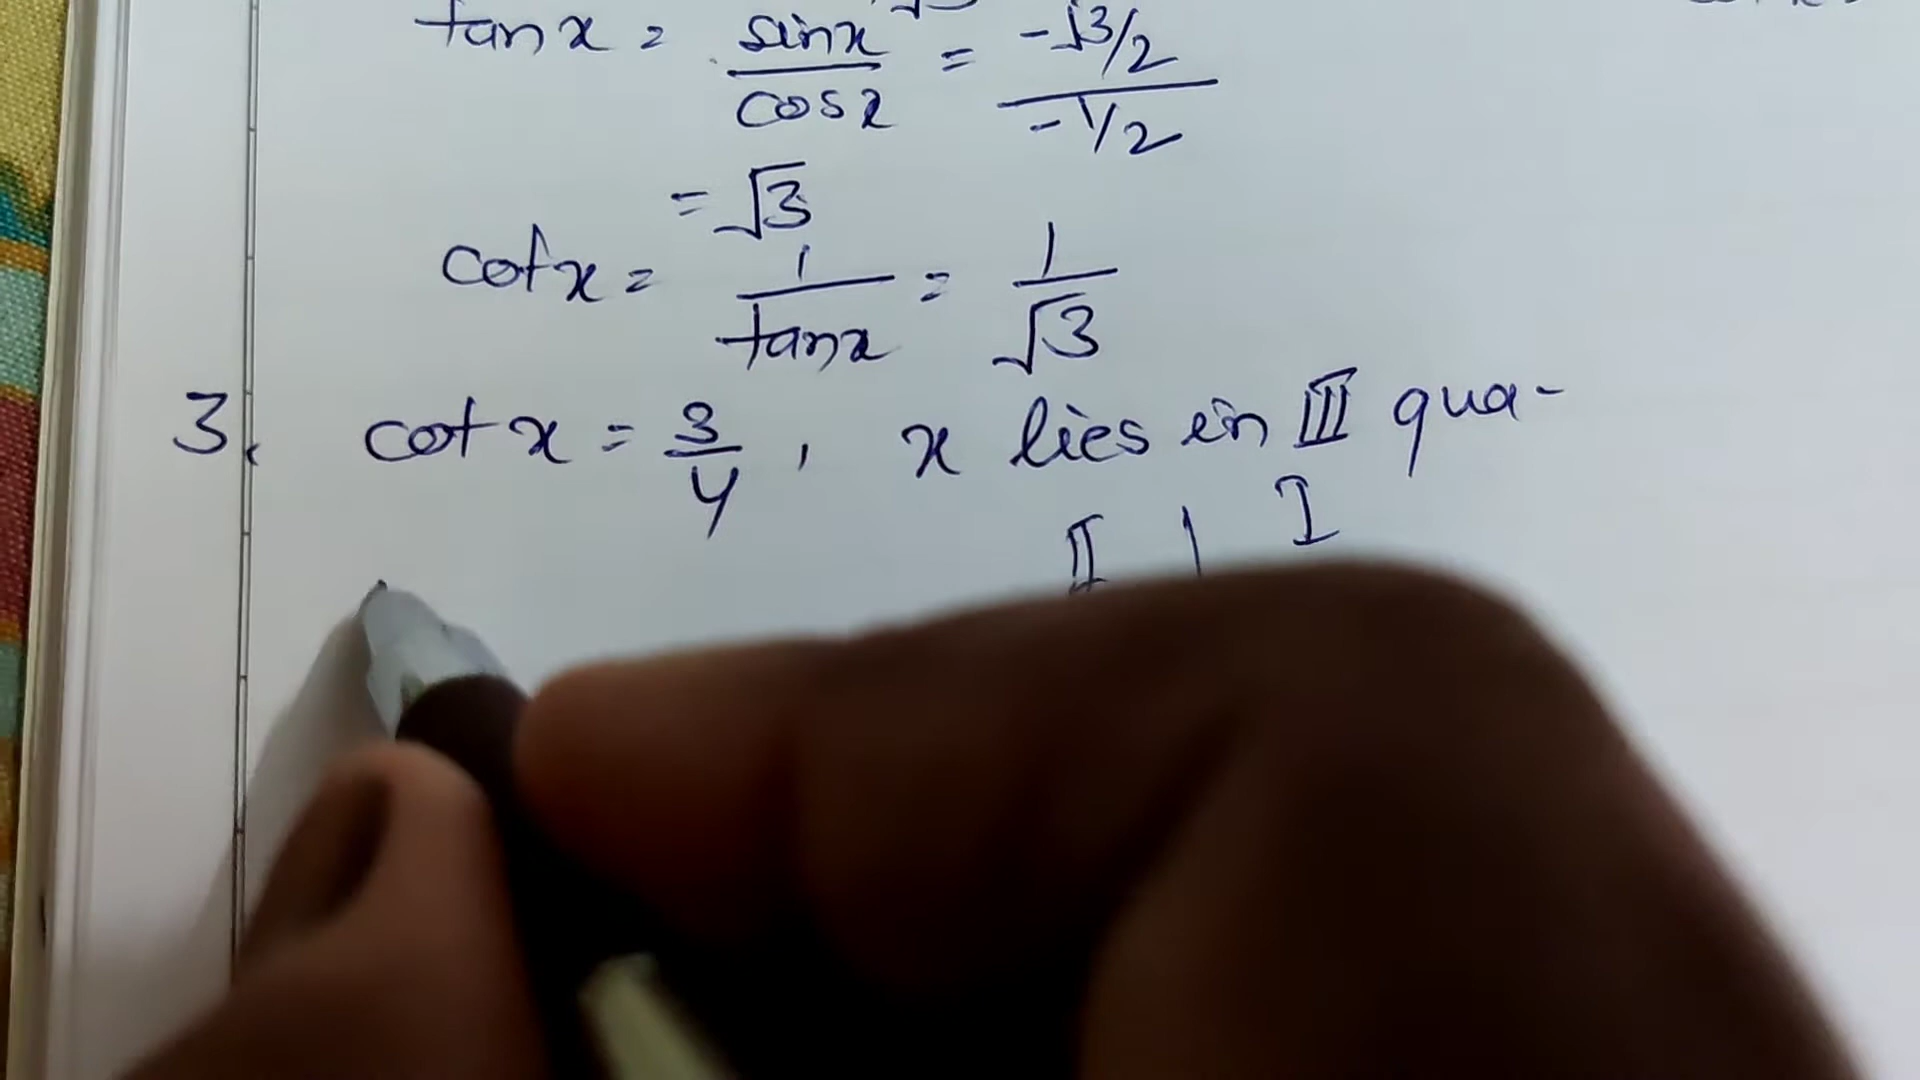 tan x = sin x / cos x = -√3/2 / -1/2
= √3
cot x = 1 / tan x = 1 / √3
3. cot x = 3/4 , x lies in III qua-
II I